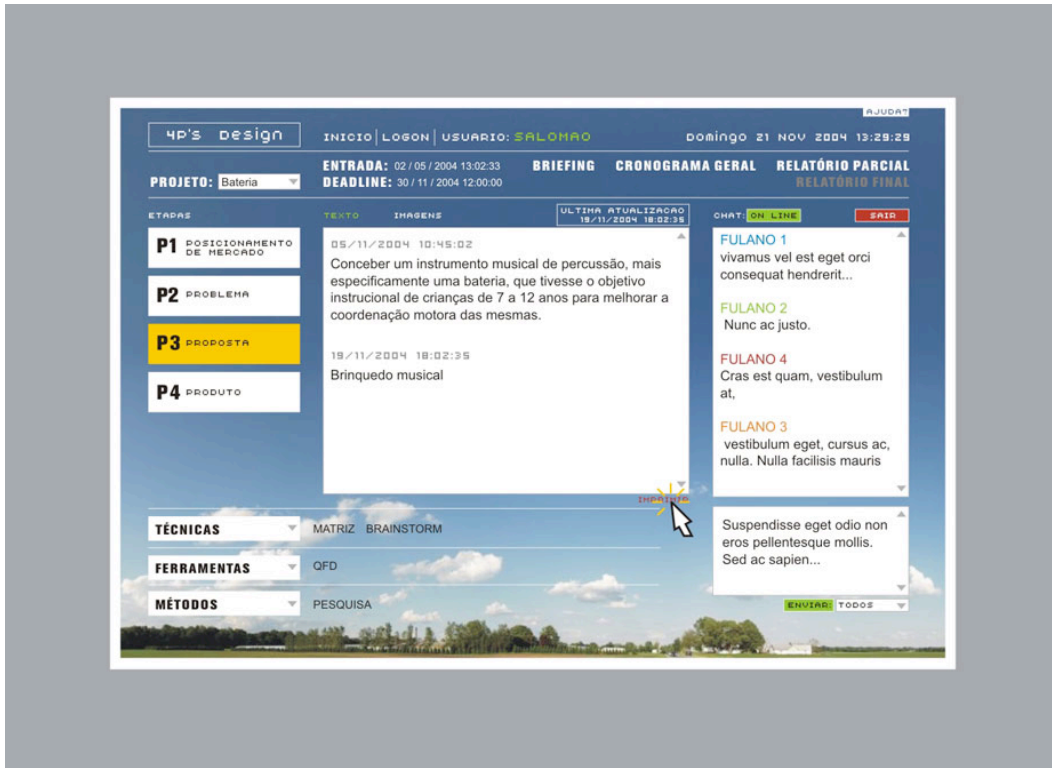 AJUDA?
4P'S Design
INICIO | LOGON | USUARIO: SALOMAO
Domingo 21 NOV 2004 13:29:29
PROJETO: Bateria
ENTRADA: 02 / 05 / 2004 13:02:33
DEADLINE: 30 / 11 / 2004 12:00:00
BRIEFING
CRONOGRAMA GERAL
RELATÓRIO PARCIAL
RELATÓRIO FINAL
ETAPAS
P1 POSICIONAMENTO
DE MERCADO
P2 PROBLEMA
P3 PROPOSTA
P4 PRODUTO
TEXTO
IMAGENS
ULTIMA ATUALIZACAO
19/11/2004 18:02:35
05/11/2004 10:45:02
Conceber um instrumento musical de percussão, mais
especificamente uma bateria, que tivesse o objetivo
instrucional de crianças de 7 a 12 anos para melhorar a
coordenação motora das mesmas.
19/11/2004 18:02:35
Brinquedo musical
CHAT: ON LINE
SAIR
FULANO 1
vivamus vel est eget orci
consequat hendrerit...
FULANO 2
Nunc ac justo.
FULANO 4
Cras est quam, vestibulum
at,
FULANO 3
vestibulum eget, cursus ac,
nulla. Nulla facilisis mauris
Suspendisse eget odio non
eros pellentesque mollis.
Sed ac sapien...
ENVIAR: TODOS
TÉCNICAS
MATRIZ BRAINSTORM
FERRAMENTAS
QFD
MÉTODOS
PESQUISA